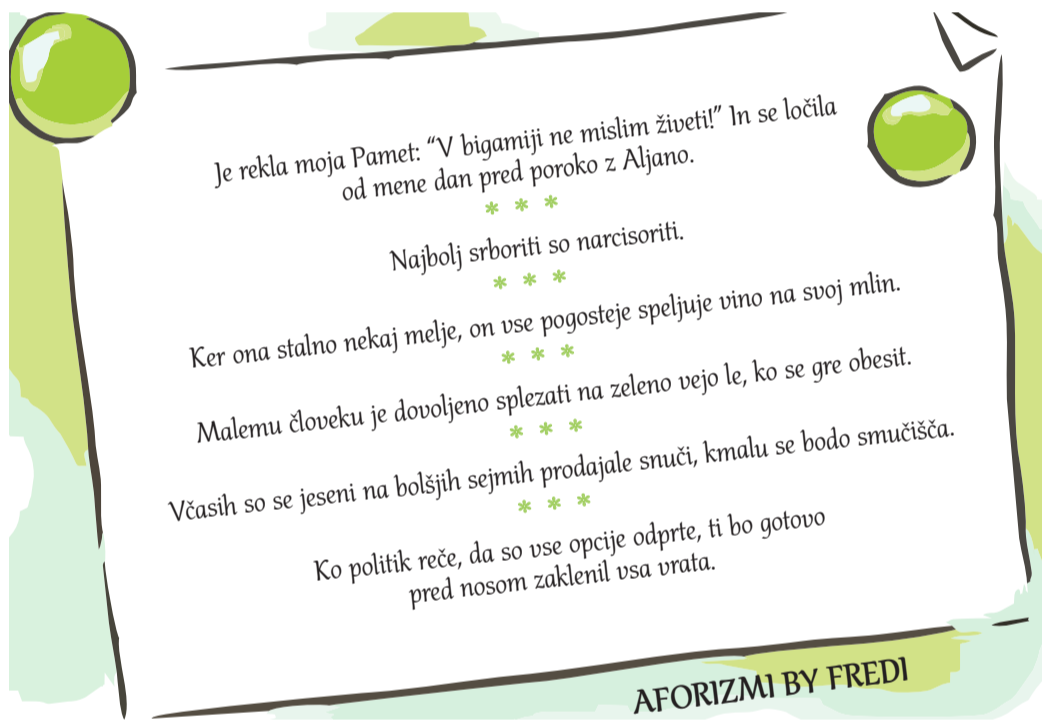 Je rekla moja Pamet: “V bigamiji ne mislim živeti!” In se ločila
od mene dan pred poroko z Aljano.
* * *
Najbolj srboriti so narcisoriti.
* * *
Ker ona stalno nekaj melje, on vse pogosteje speljuje vino na svoj mlin.
* * *
Malemu človeku je dovoljeno splezati na zeleno vejo le, ko se gre obesit.
* * *
Včasih so se jeseni na bolšjih sejmih prodajale snuči, kmalu se bodo smučišča.
* * *
Ko politik reče, da so vse opcije odprte, ti bo gotovo
pred nosom zaklenil vsa vrata.
AFORIZMI BY FREDI